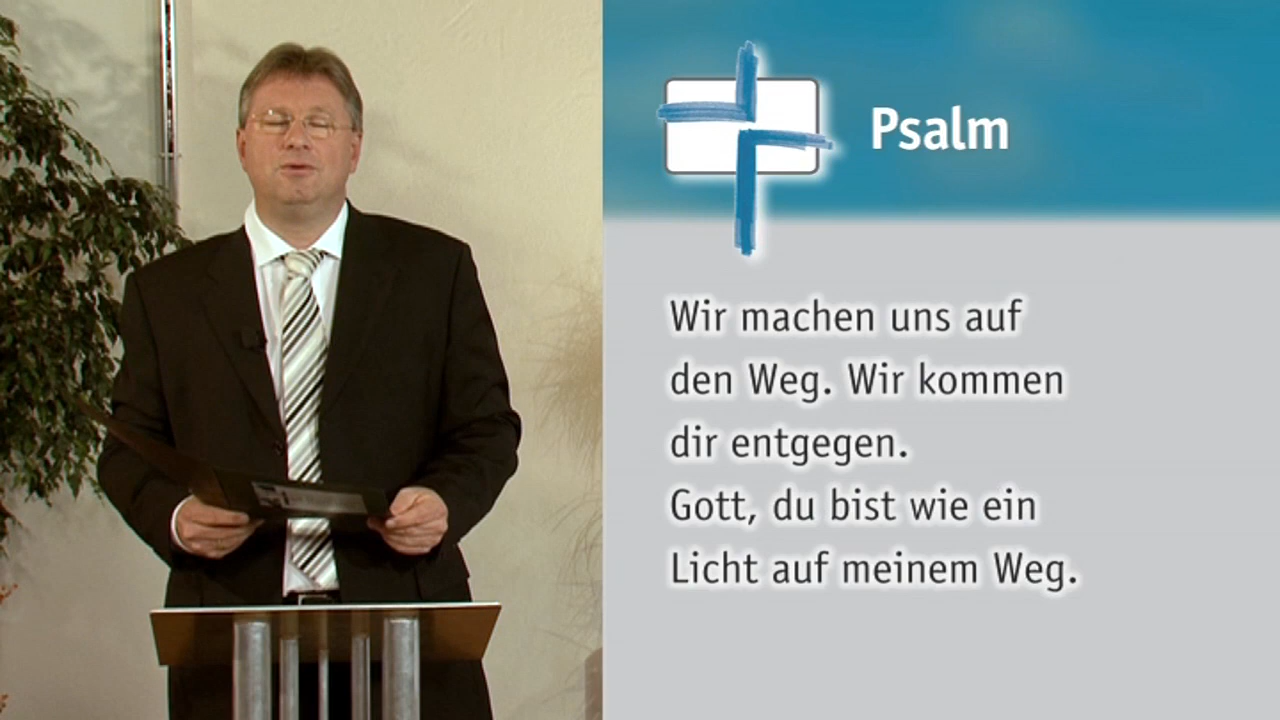 Psalm
Wir machen uns auf
den Weg. Wir kommen
dir entgegen.
Gott, du bist wie ein
Licht auf meinem Weg.